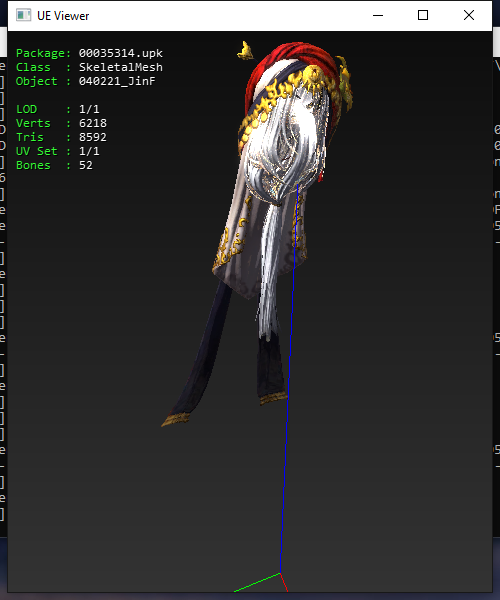 UE Viewer
Package: 00035314.upk
Class : SkeletalMesh
Object : 040221_JinF
LOD : 1/1
Verts : 6218
Tris : 8592
UV Set : 1/1
Bones : 52